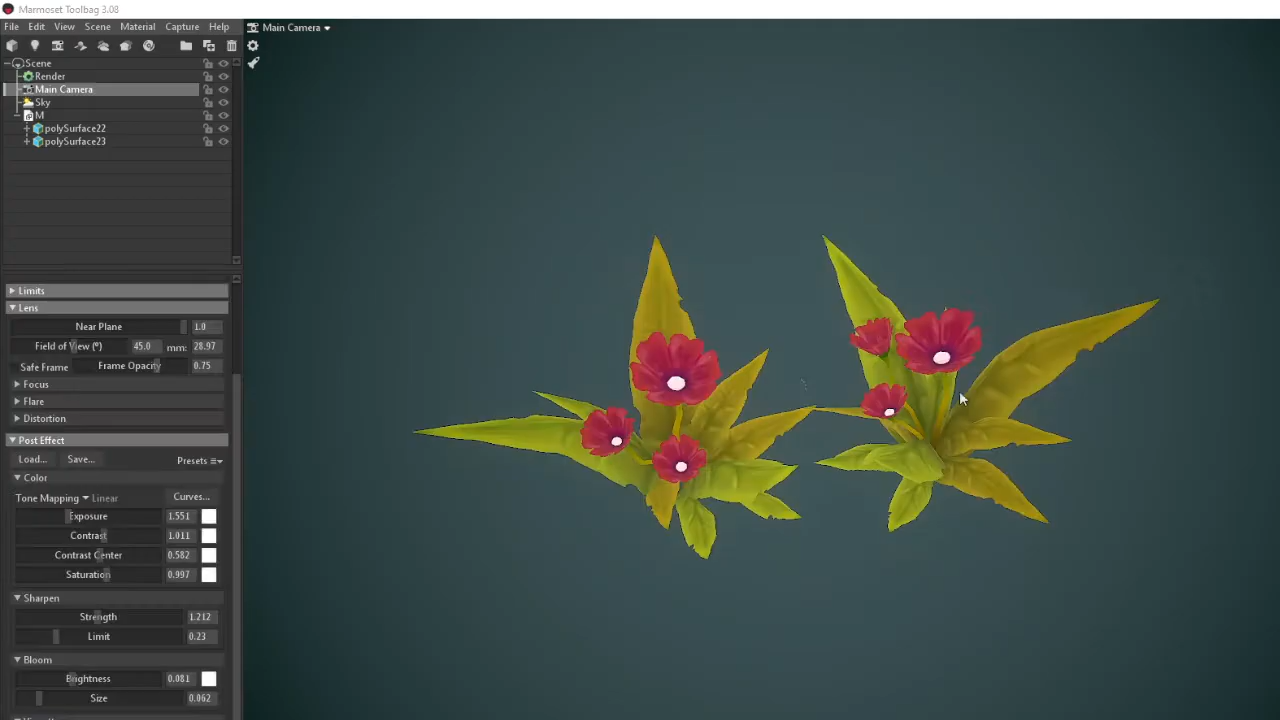 Marmoset Toolbag 3.08
File Edit View Scene Material Capture Help
Main Camera
Scene
Render
Main Camera
Sky
M
polySurface22
polySurface23
Limits
Lens
Near Plane 1.0
Field of View (º) 45.0 mm: 28.97
Safe Frame Frame Opacity 0.75
Focus
Flare
Distortion
Post Effect
Load... Save... Presets
Color
Tone Mapping Linear Curves...
Exposure 1.551
Contrast 1.011
Contrast Center 0.582
Saturation 0.997
Sharpen
Strength 1.212
Limit 0.23
Bloom
Brightness 0.081
Size 0.062